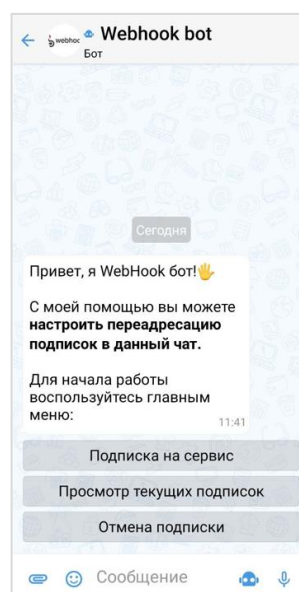 webhoc
Webhook bot
Бот
Сегодня
Привет, я WebHook бот!🖐
С моей помощью вы можете
настроить переадресацию
подписок в данный чат.
Для начала работы
воспользуйтесь главным
меню:
11:41
Подписка на сервис
Просмотр текущих подписок
Отмена подписки
Сообщение